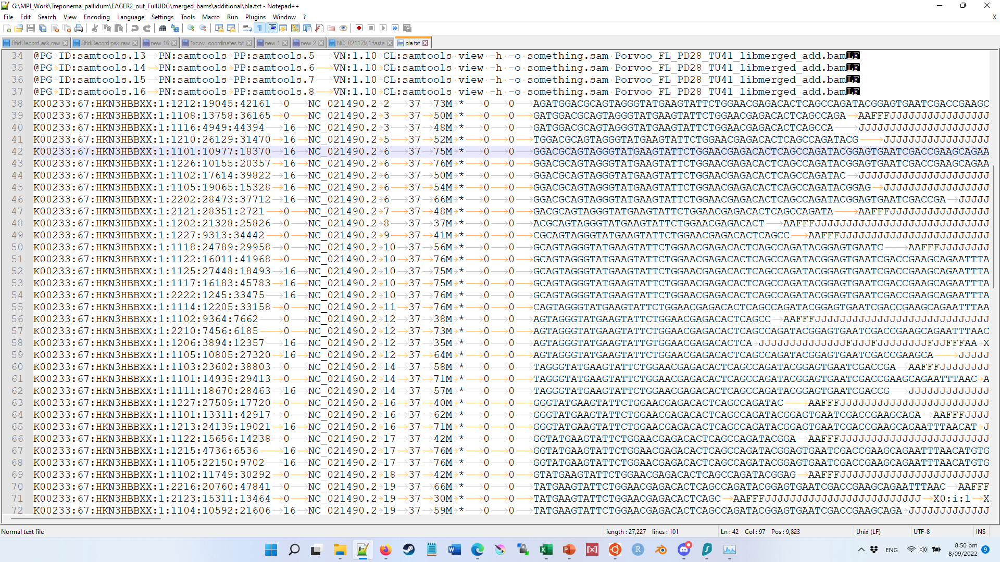 G:\MPI_Work\Treponema_pallidum\EAGER2_out_FullUDG\merged_bams\additional\bla.txt - Notepad++
File Edit Search View Encoding Language Settings Tools Macro Run Plugins Window ? X
RfidRecord.ask.raw RfidRecord.psk.raw new 16 1xcov_coordinates.txt new 1 new 2 NC_021179.1.fasta bla.txt
34 @PG ID:samtools.13 PN:samtools PP:samtools.5 VN:1.10 CL:samtools view -h -o something.sam Porvoo_FL_PD28_TU41_libmerged_add.bam LF
35 @PG ID:samtools.14 PN:samtools PP:samtools.6 VN:1.10 CL:samtools view -h -o something.sam Porvoo_FL_PD28_TU41_libmerged_add.bam LF
36 @PG ID:samtools.15 PN:samtools PP:samtools.7 VN:1.10 CL:samtools view -h -o something.sam Porvoo_FL_PD28_TU41_libmerged_add.bam LF
37 @PG ID:samtools.16 PN:samtools PP:samtools.8 VN:1.10 CL:samtools view -h -o something.sam Porvoo_FL_PD28_TU41_libmerged_add.bam LF
38 K00233:67:HKN3HBBXX:1:1212:19045:42161 0 NC_021490.2 2 37 73M * 0 0 AGATGGACGCAGTAGGGTATGAAGTATTCTGGAACGAGACACTCAGCCAGATACGGAGTGAATCGACCGAAGC
39 K00233:67:HKN3HBBXX:1:1108:13758:36165 0 NC_021490.2 3 37 50M * 0 0 GATGGACGCAGTAGGGTATGAAGTATTCTGGAACGAGACACTCAGCCAGA AAFFFJJJJJJJJJJJJJJJJ
40 K00233:67:HKN3HBBXX:1:1116:4949:44394 16 NC_021490.2 3 37 48M * 0 0 GATGGACGCAGTAGGGTATGAAGTATTCTGGAACGAGACACTCAGCCA JJJJJJJJJJJJJJJJJJJJJ
41 K00233:67:HKN3HBBXX:1:1210:26129:31470 16 NC_021490.2 5 37 52M * 0 0 TGGACGCAGTAGGGTATGAAGTATTCTGGAACGAGACACTCAGCCAGATACG JJJJJJJJJJJJJJJJJ
42 K00233:67:HKN3HBBXX:1:1101:10977:18370 16 NC_021490.2 6 37 75M * 0 0 GGACGCAGTAGGGTATGAAGTATTCTGGAACGAGACACTCAGCCAGATACGGAGTGAATCGACCGAAGCAGAA
43 K00233:67:HKN3HBBXX:1:1226:10155:20357 16 NC_021490.2 6 37 76M * 0 0 GGACGCAGTAGGGTATGAAGTATTCTGGAACGAGACACTCAGCCAGATACGGAGTGAATCGACCGAAGCAGAA
44 K00233:67:HKN3HBBXX:1:1102:17614:39822 16 NC_021490.2 6 37 50M * 0 0 GGACGCAGTAGGGTATGAAGTATTCTGGAACGAGACACTCAGCCAGATAC JJJJJJJJJJJJJJJJJJJJJ
45 K00233:67:HKN3HBBXX:1:1105:19065:15328 16 NC_021490.2 6 37 54M * 0 0 GGACGCAGTAGGGTATGAAGTATTCTGGAACGAGACACTCAGCCAGATACGGAG JJJJJJJJJJJJJJJJJ
46 K00233:67:HKN3HBBXX:1:2202:28473:37712 16 NC_021490.2 6 37 66M * 0 0 GGACGCAGTAGGGTATGAAGTATTCTGGAACGAGACACTCAGCCAGATACGGAGTGAATCGACCGA JJJJJ
47 K00233:67:HKN3HBBXX:1:2121:28351:2721 0 NC_021490.2 7 37 48M * 0 0 GACGCAGTAGGGTATGAAGTATTCTGGAACGAGACACTCAGCCAGATA AAFFFJJJJJJJJJJJJJJJJ
48 K00233:67:HKN3HBBXX:1:1202:21328:25826 0 NC_021490.2 8 37 37M * 0 0 ACGCAGTAGGGTATGAAGTATTCTGGAACGAGACACT AAFFFJJJJJJJJJJJJJJJJJJJJJJJJJJJJ
49 K00233:67:HKN3HBBXX:1:1227:9313:34442 0 NC_021490.2 9 37 41M * 0 0 CGCAGTAGGGTATGAAGTATTCTGGAACGAGACACTCAGCC AAFFFJJJJJJJJJJJJJJJJJJJJJJJJ
50 K00233:67:HKN3HBBXX:1:1118:24789:29958 0 NC_021490.2 10 37 56M * 0 0 GCAGTAGGGTATGAAGTATTCTGGAACGAGACACTCAGCCAGATACGGAGTGAATC AAFFFJJJJJJJJ
51 K00233:67:HKN3HBBXX:1:1122:16011:41968 0 NC_021490.2 10 37 76M * 0 0 GCAGTAGGGTATGAAGTATTCTGGAACGAGACACTCAGCCAGATACGGAGTGAATCGACCGAAGCAGAATTTA
52 K00233:67:HKN3HBBXX:1:1125:27448:18493 16 NC_021490.2 10 37 75M * 0 0 GCAGTAGGGTATGAAGTATTCTGGAACGAGACACTCAGCCAGATACGGAGTGAATCGACCGAAGCAGAATTTA
53 K00233:67:HKN3HBBXX:1:1117:16183:45783 16 NC_021490.2 10 37 75M * 0 0 GCAGTAGGGTATGAAGTATTCTGGAACGAGACACTCAGCCAGATACGGAGTGAATCGACCGAAGCAGAATTTA
54 K00233:67:HKN3HBBXX:1:2222:1245:33475 16 NC_021490.2 10 37 76M * 0 0 GCAGTAGGGTATGAAGTATTCTGGAACGAGACACTCAGCCAGATACGGAGTGAATCGACCGAAGCAGAATTTA
55 K00233:67:HKN3HBBXX:1:1114:12205:33158 0 NC_021490.2 11 37 76M * 0 0 CAGTAGGGTATGAAGTATTCTGGAACGAGACACTCAGCCAGATACGGAGTGAATCGACCGAAGCAGAATTTAA
56 K00233:67:HKN3HBBXX:1:1102:9364:7662 0 NC_021490.2 12 37 38M * 0 0 AGTAGGGTATGAAGTATTCTGGAACGAGACACTCAGCC AAFFFJJJJJJJJJJJJJJJJJJJJJJJJJJJJ
57 K00233:67:HKN3HBBXX:1:2210:7456:6185 0 NC_021490.2 12 37 73M * 0 0 AGTAGGGTATGAAGTATTCTGGAACGAGACACTCAGCCAGATACGGAGTGAATCGACCGAAGCAGAATTTAAC
58 K00233:67:HKN3HBBXX:1:1206:3894:12357 16 NC_021490.2 12 37 35M * 0 0 AGTAGGGTATGAAGTATTGTGGAACGAGACACTCA JJJJJJJJJJJJJJFJJJFJJJJJJJJFJJFFFAA X
59 K00233:67:HKN3HBBXX:1:1105:10805:27320 16 NC_021490.2 12 37 64M * 0 0 AGTAGGGTATGAAGTATTCTGGAACGAGACACTCAGCCAGATACGGAGTGAATCGACCGAAGCA JJJJJ
60 K00233:67:HKN3HBBXX:1:1103:23602:38803 0 NC_021490.2 14 37 58M * 0 0 TAGGGTATGAAGTATTCTGGAACGAGACACTCAGCCAGATACGGAGTGAATCGACCGA AAFFFJJJJJJJJ
61 K00233:67:HKN3HBBXX:1:1101:14935:29413 0 NC_021490.2 14 37 71M * 0 0 TAGGGTATGAAGTATTCTGGAACGAGACACTCAGCCAGATACGGAGTGAATCGACCGAAGCAGAATTTAAC A
62 K00233:67:HKN3HBBXX:1:1111:18670:28463 16 NC_021490.2 14 37 57M * 0 0 TAGGGTATGAAGTATTCTGGAACGAGACACTCAGCCAGATACGGAGTGAATCGACCG JJJJJJJJJJJJJ
63 K00233:67:HKN3HBBXX:1:1227:27509:17720 0 NC_021490.2 16 37 40M * 0 0 GGGTATGAAGTATTCTGGAACGAGACACTCAGCCAGATAC AAFFFJJJJJJJJJJJJJJJJJJJJJJJJ
64 K00233:67:HKN3HBBXX:1:1101:13311:42917 0 NC_021490.2 16 37 62M * 0 0 GGGTATGAAGTATTCTGGAACGAGACACTCAGCCAGATACGGAGTGAATCGACCGAAGCAGA AAFFFJJJJ
65 K00233:67:HKN3HBBXX:1:1213:24139:19021 16 NC_021490.2 16 37 71M * 0 0 GGGTATGAAGTATTCTGGAACGAGACACTCAGCCAGATACGGAGTGAATCGACCGAAGCAGAATTTAACAT J
66 K00233:67:HKN3HBBXX:1:1122:15656:14238 0 NC_021490.2 17 37 42M * 0 0 GGTATGAAGTATTCTGGAACGAGACACTCAGCCAGATACGGA AAFFFJJJJJJJJJJJJJJJJJJJJJJJJ
67 K00233:67:HKN3HBBXX:1:1215:4736:6536 16 NC_021490.2 17 37 76M * 0 0 GGTATGAAGTATTCTGGAACGAGACACTCAGCCAGATACGGAGTGAATCGACCGAAGCAGAATTTAACATGTG
68 K00233:67:HKN3HBBXX:1:1105:22150:9702 16 NC_021490.2 17 37 76M * 0 0 GGTATGAAGTATTCTGGAACGAGACACTCAGCCAGATACGGAGTGAATCGACCGAAGCAGAATTTAACATGTG
69 K00233:67:HKN3HBBXX:1:1102:11749:30292 0 NC_021490.2 18 37 42M * 0 0 GTATGAAGTATTCTGGAACGAGACACTCAGCCAGATACGGAG AAFFFJJJJJJJJJJJJJJJJJJJJJJJJ
70 K00233:67:HKN3HBBXX:1:2216:20760:47841 0 NC_021490.2 19 37 66M * 0 0 TATGAAGTATTCTGGAACGAGACACTCAGCCAGATACGGAGTGAATCGACCGAAGCAGAATTTAAC AAFFF
71 K00233:67:HKN3HBBXX:1:2123:15311:13464 0 NC_021490.2 19 37 30M * 0 0 TATGAAGTATTCTGGAACGAGACACTCAGC AAFFFJJJJJJJJJJJJJJJJJJJJJJJJJ X0:i:1 X
72 K00233:67:HKN3HBBXX:1:1104:10592:21606 16 NC_021490.2 19 37 59M * 0 0 TATGAAGTATTCTGGAACGAGACACTCAGCCAGATACGGAGTGAATCGACCGAAGCAGA JJJJJJJJJJJJJ
Normal text file length : 27,227 lines : 101 Ln : 42 Col : 97 Pos : 9,823 Unix (LF) UTF-8 INS
ENG 8:50 pm 9
8/09/2022